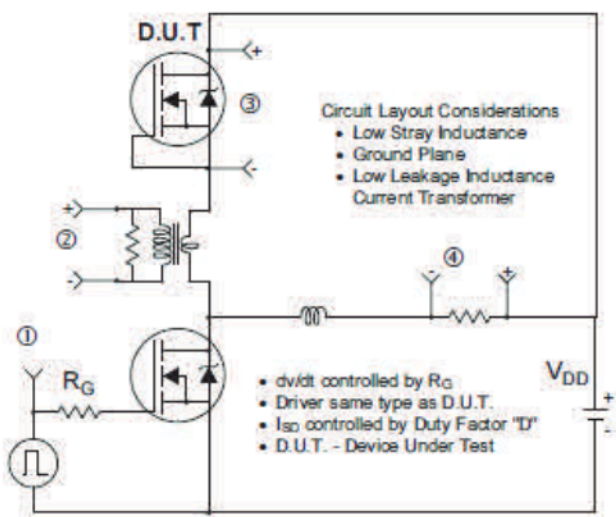 D.U.T
+
③
-
Circuit Layout Considerations
• Low Stray Inductance
• Ground Plane
• Low Leakage Inductance
Current Transformer
+
②
-
④
- +
①
RG
VDD
+
-
• dv/dt controlled by RG
• Driver same type as D.U.T.
• ISD controlled by Duty Factor "D"
• D.U.T. - Device Under Test